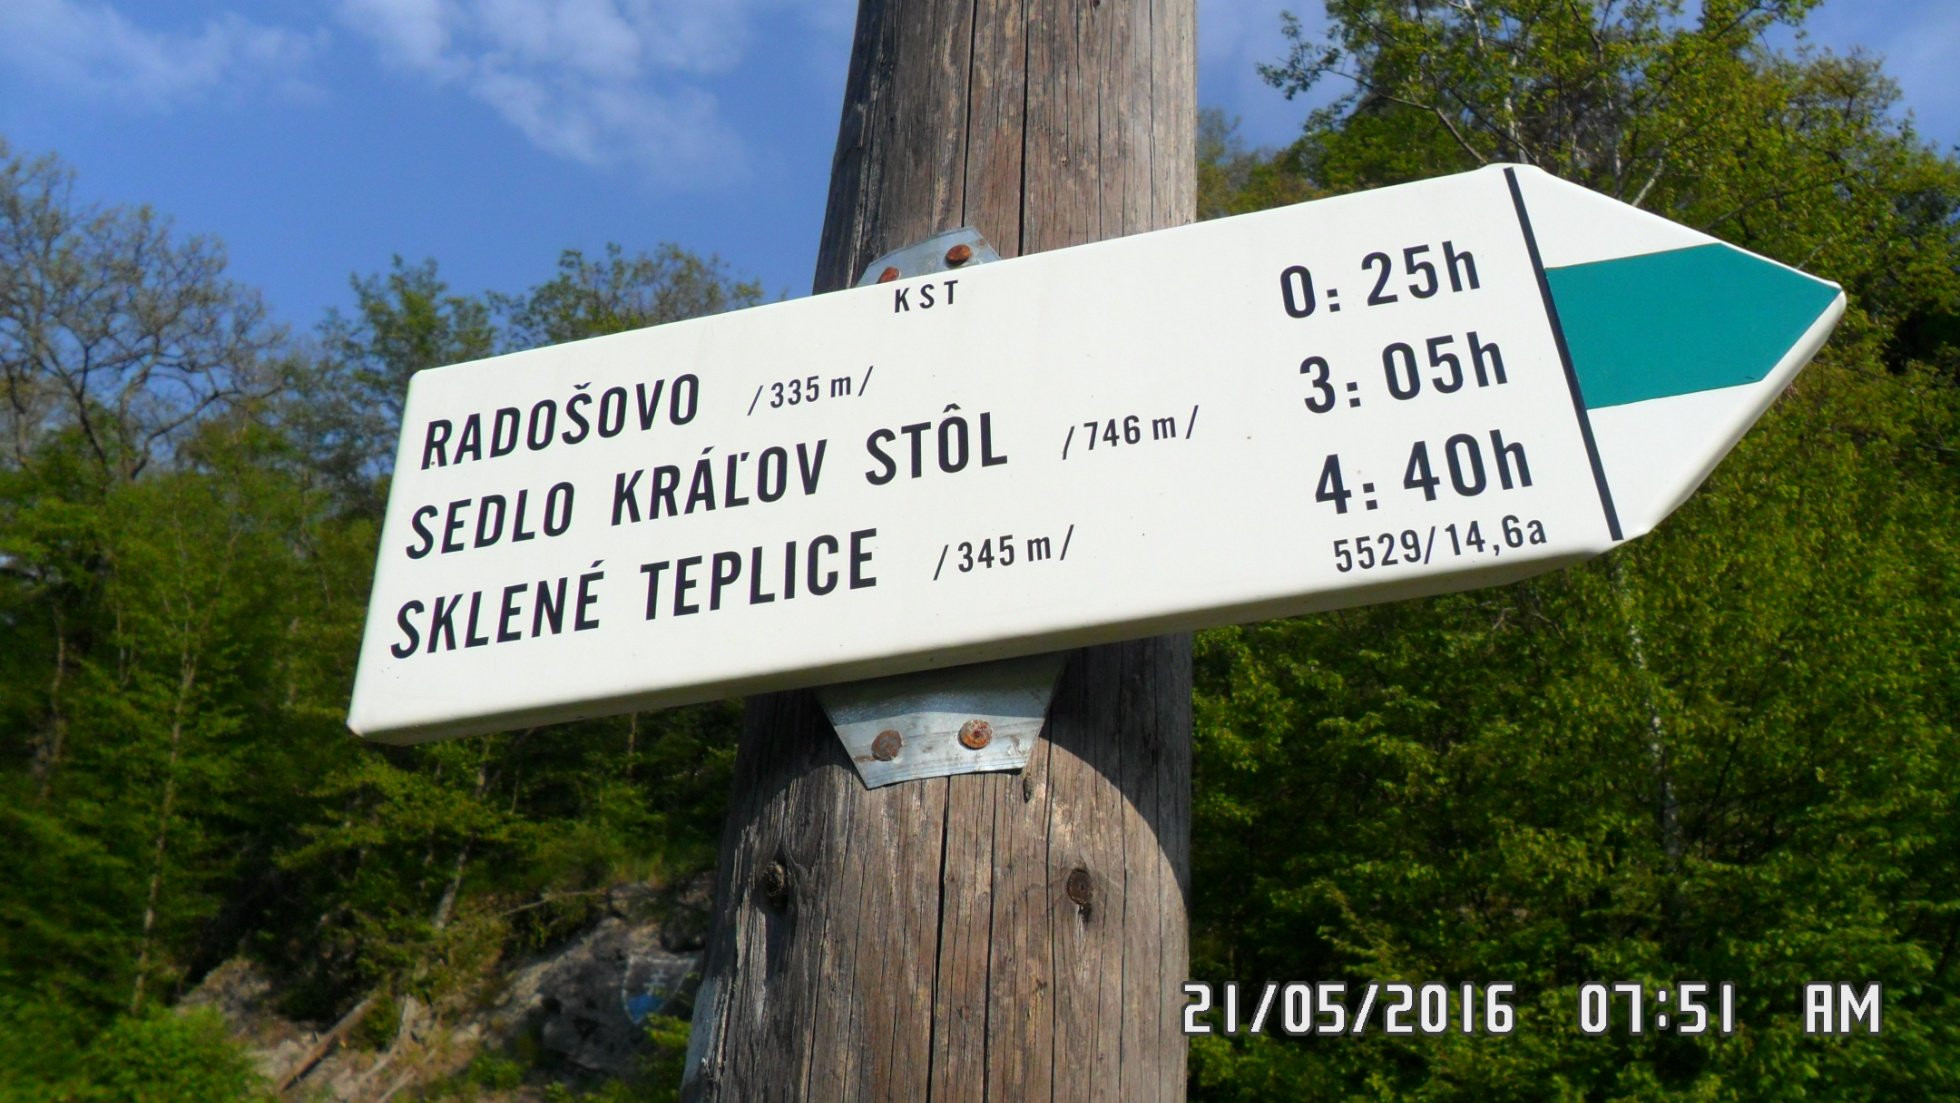 KST
RADOŠOVO /335 m/ 0:25h
SEDLO KRÁĽOV STÔL /746 m/ 3:05h
SKLENÉ TEPLICE /345 m/ 4:40h
5529/14,6a
21/05/2016 07:51 AM